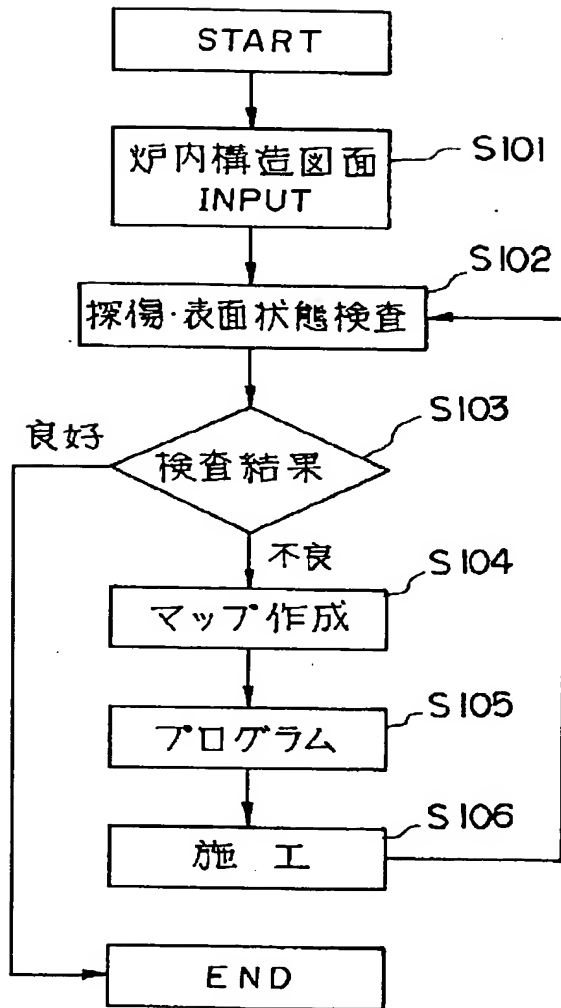 START
炉内構造図面
INPUT
S101
探傷・表面状態検査
S102
検査結果
S103
良好
不良
マップ作成
S104
プログラム
S105
施工
S106
END